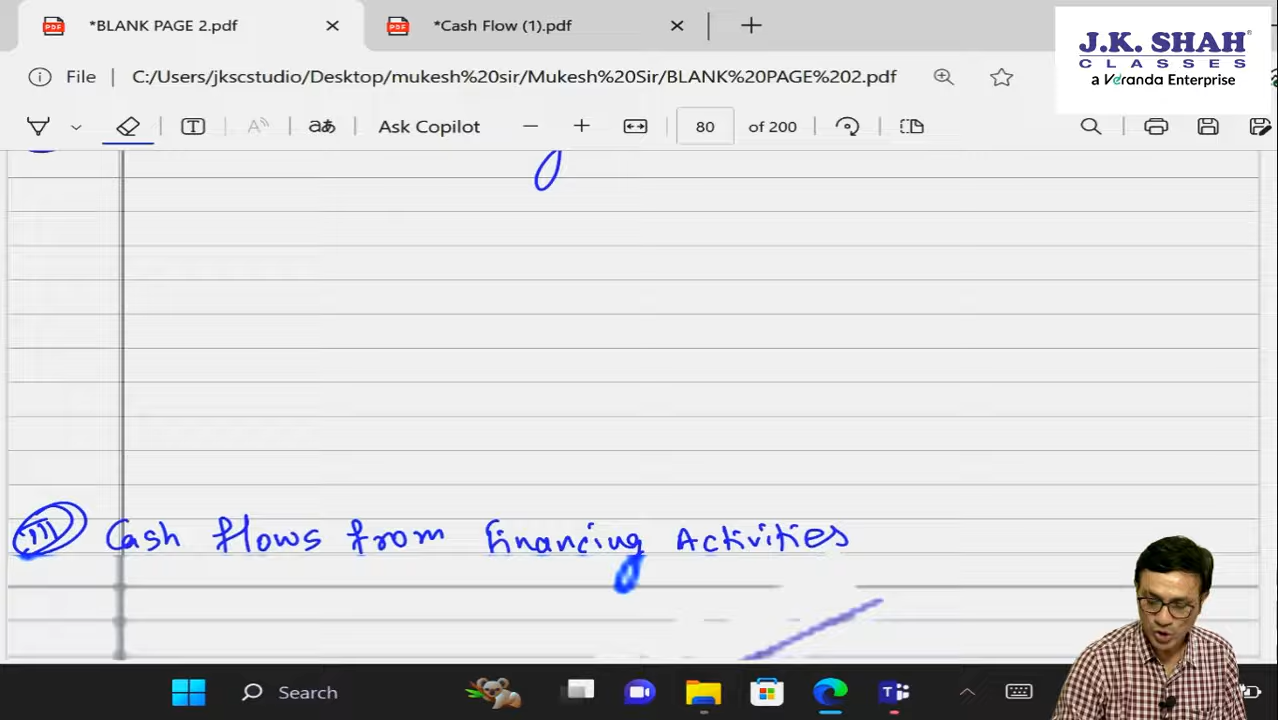 *BLANK PAGE 2.pdf
*Cash Flow (1).pdf
J.K. SHAH®
CLASSES
a Veranda Enterprise
File
C:/Users/jkscstudio/Desktop/mukesh%20sir/Mukesh%20Sir/BLANK%20PAGE%202.pdf
Ask Copilot
80 of 200
(III) Cash flows from Financing Activities
Search